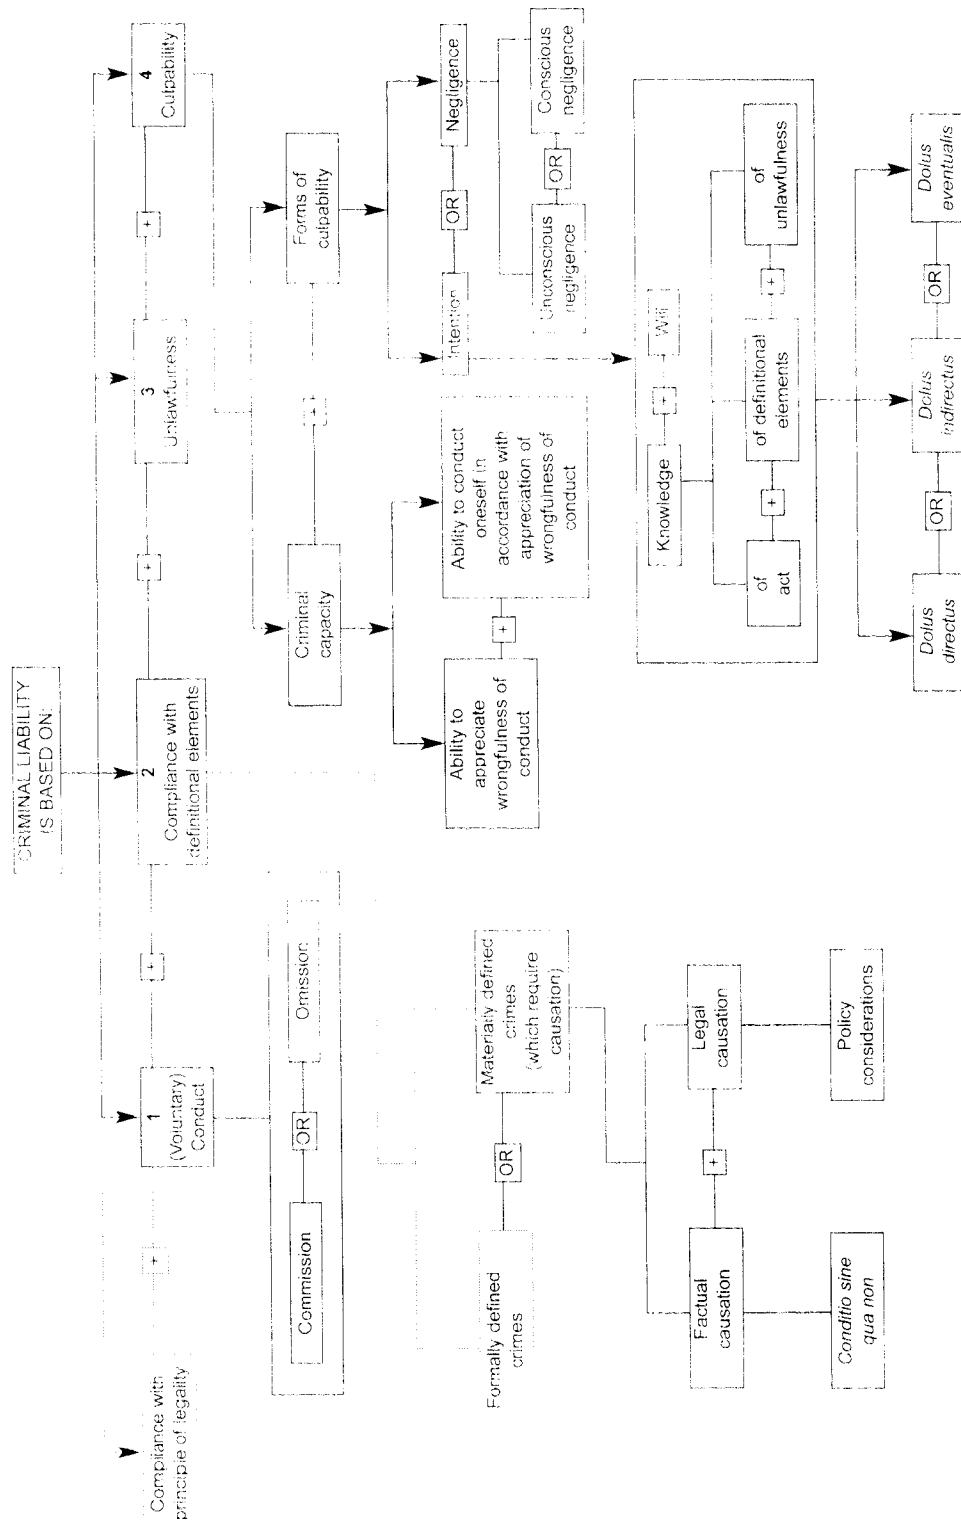 CRIMINAL LIABILITY
IS BASED ON:
Compliance with
principle of legality
+
1
(Voluntary)
Conduct
+
2
Compliance with
definitional elements
+
3
Unlawfulness
+
4
Culpability
Commission
OR
Omission
Criminal
capacity
+
Forms of
culpability
Formally defined
crimes
OR
Materially defined
crimes
(which require
causation)
Ability to
appreciate
wrongfulness of
conduct
+
Ability to conduct
oneself in
accordance with
appreciation of
wrongfulness of
conduct
Intention
OR
Negligence
Unconscious
negligence
OR
Conscious
negligence
Factual
causation
+
Legal
causation
Conditio sine
qua non
Policy
considerations
Knowledge
+
Will
of
act
+
of definitional
elements
+
of
unlawfulness
Dolus
directus
OR
Dolus
indirectus
OR
Dolus
eventualis